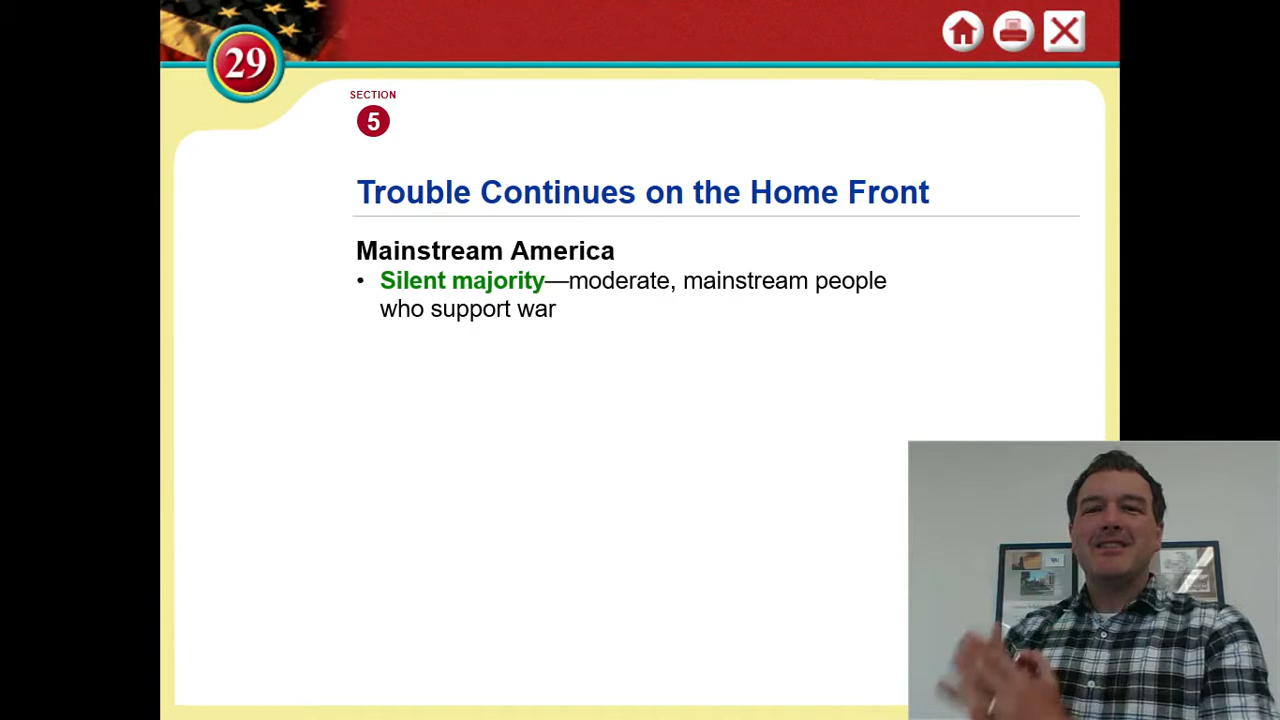 29
SECTION
5
Trouble Continues on the Home Front
Mainstream America
• Silent majority—moderate, mainstream people
who support war